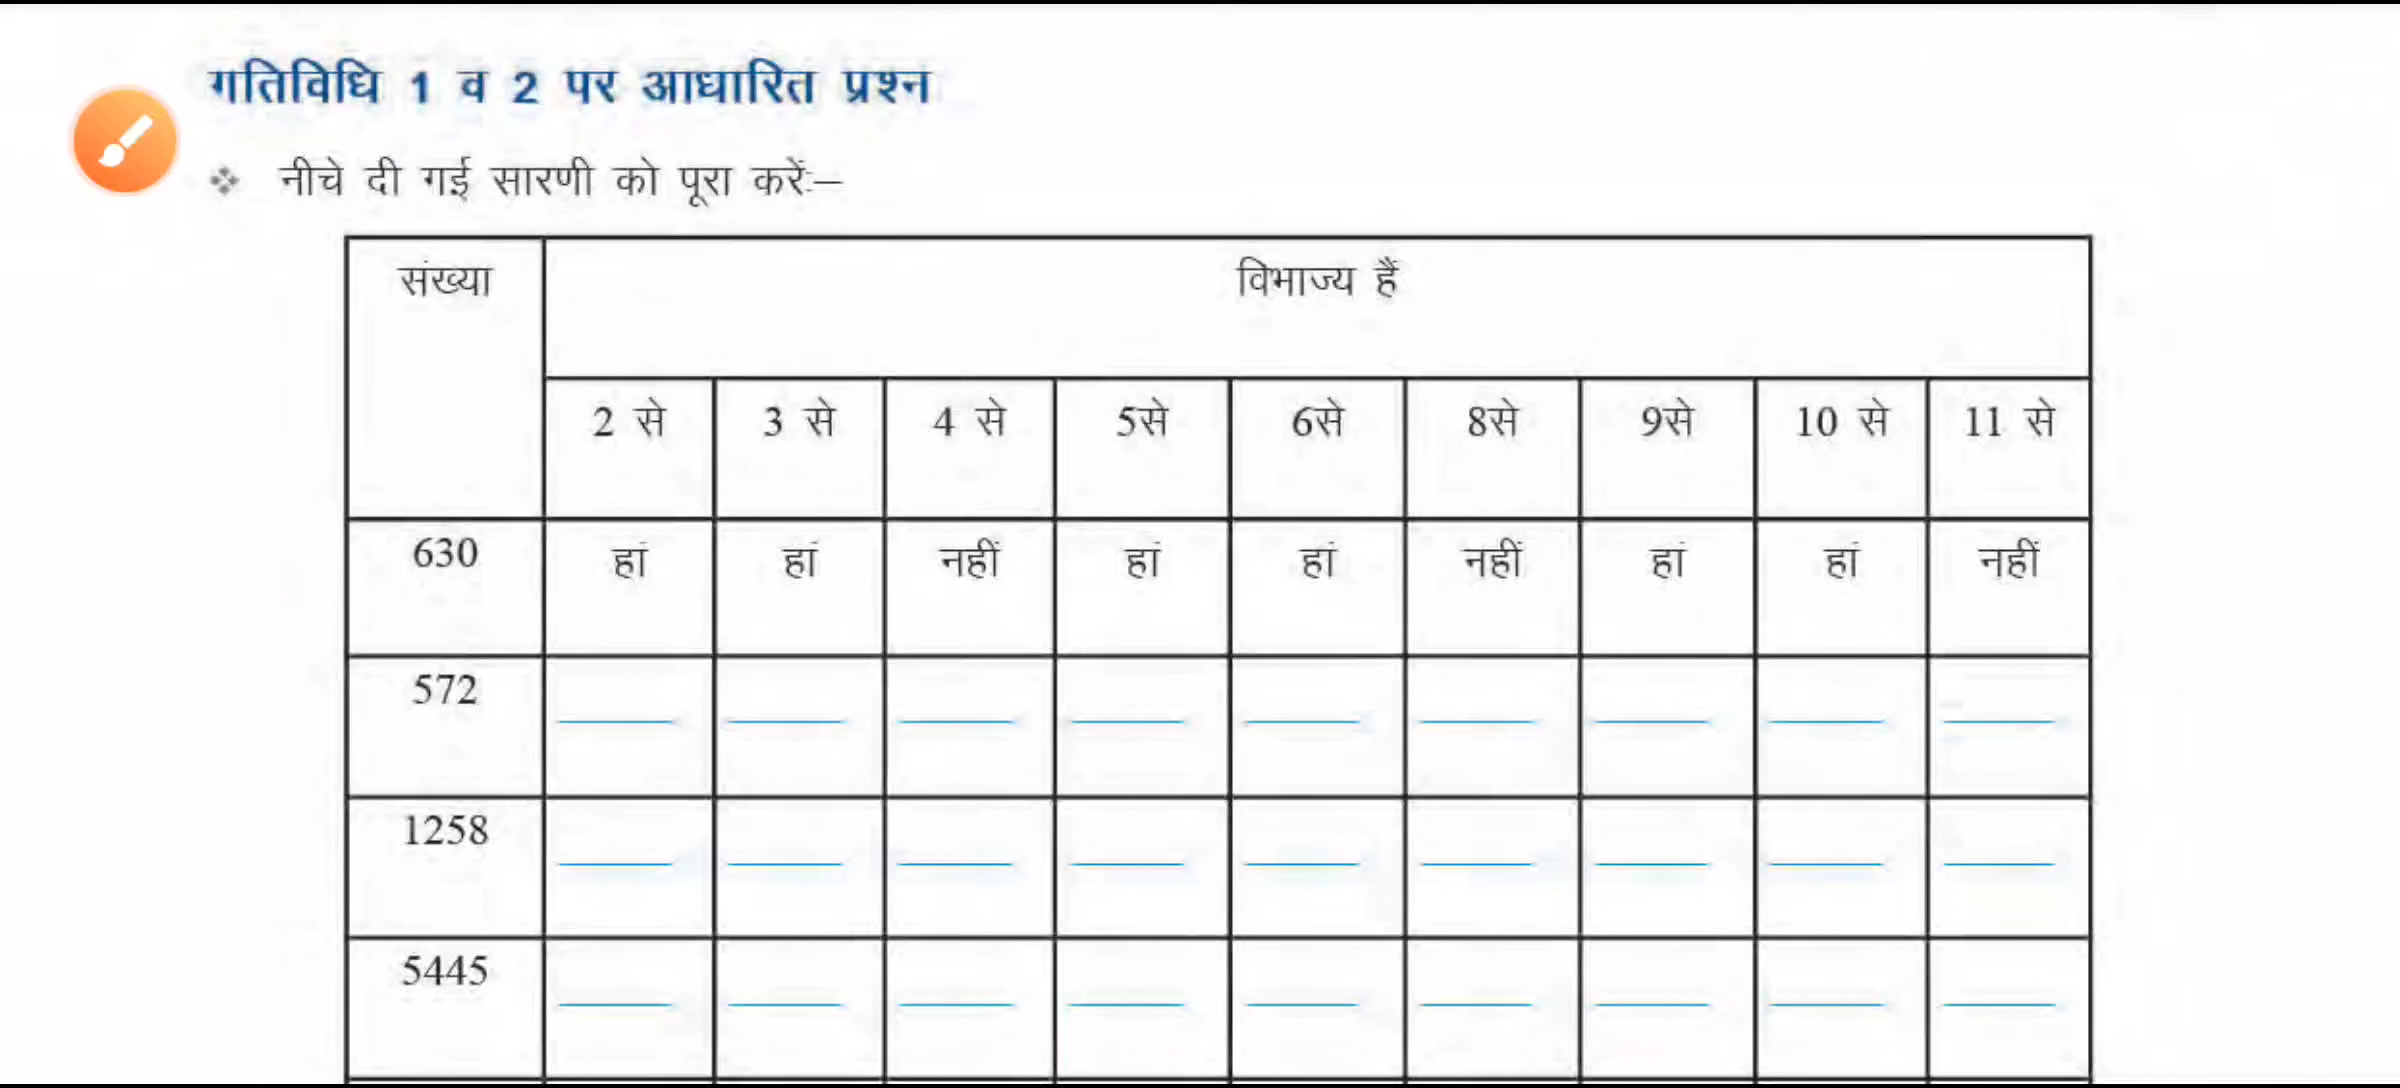 गतिविधि 1 व 2 पर आधारित प्रश्न
❖ नीचे दी गई सारणी को पूरा करें:–
संख्या विभाज्य हैं
2 से 3 से 4 से 5से 6से 8से 9से 10 से 11 से
630 हां हां नहीं हां हां नहीं हां हां नहीं
572
1258
5445